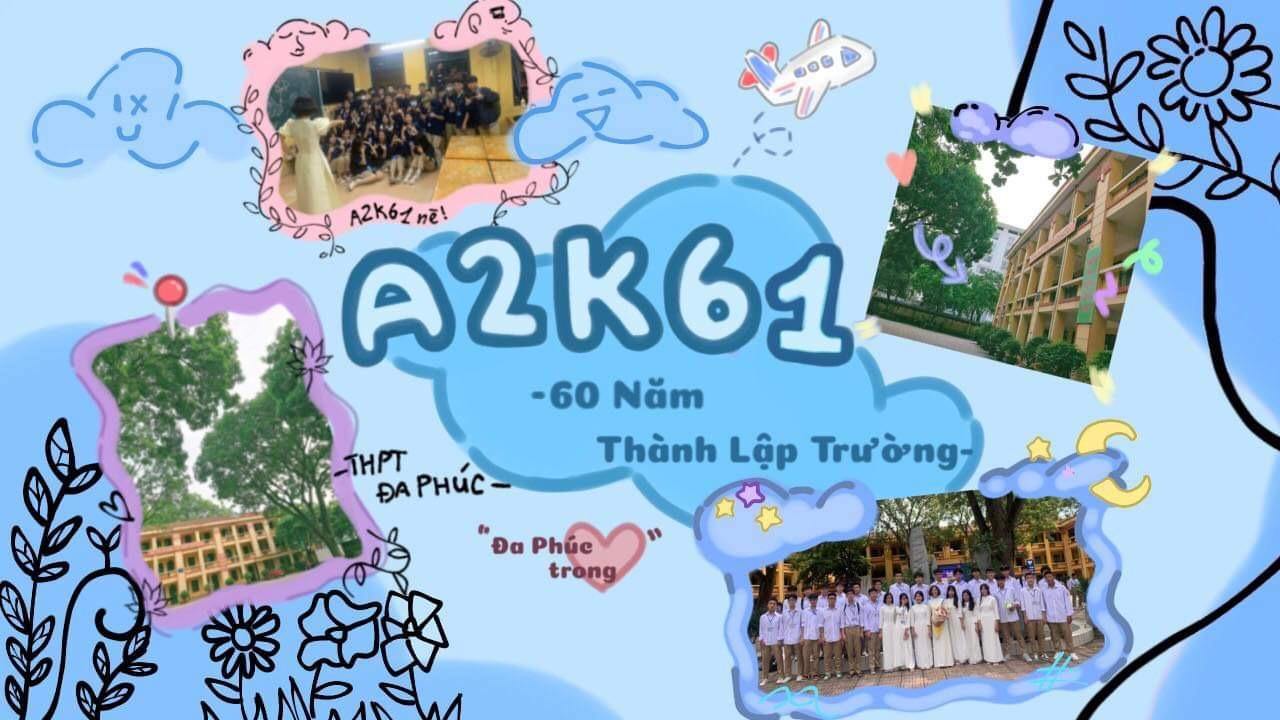 A2K61 nè!
A2K61
-60 Năm
Thành Lập Trường-
-THPT
ĐA PHÚC-
"Đa Phúc
trong ❤"